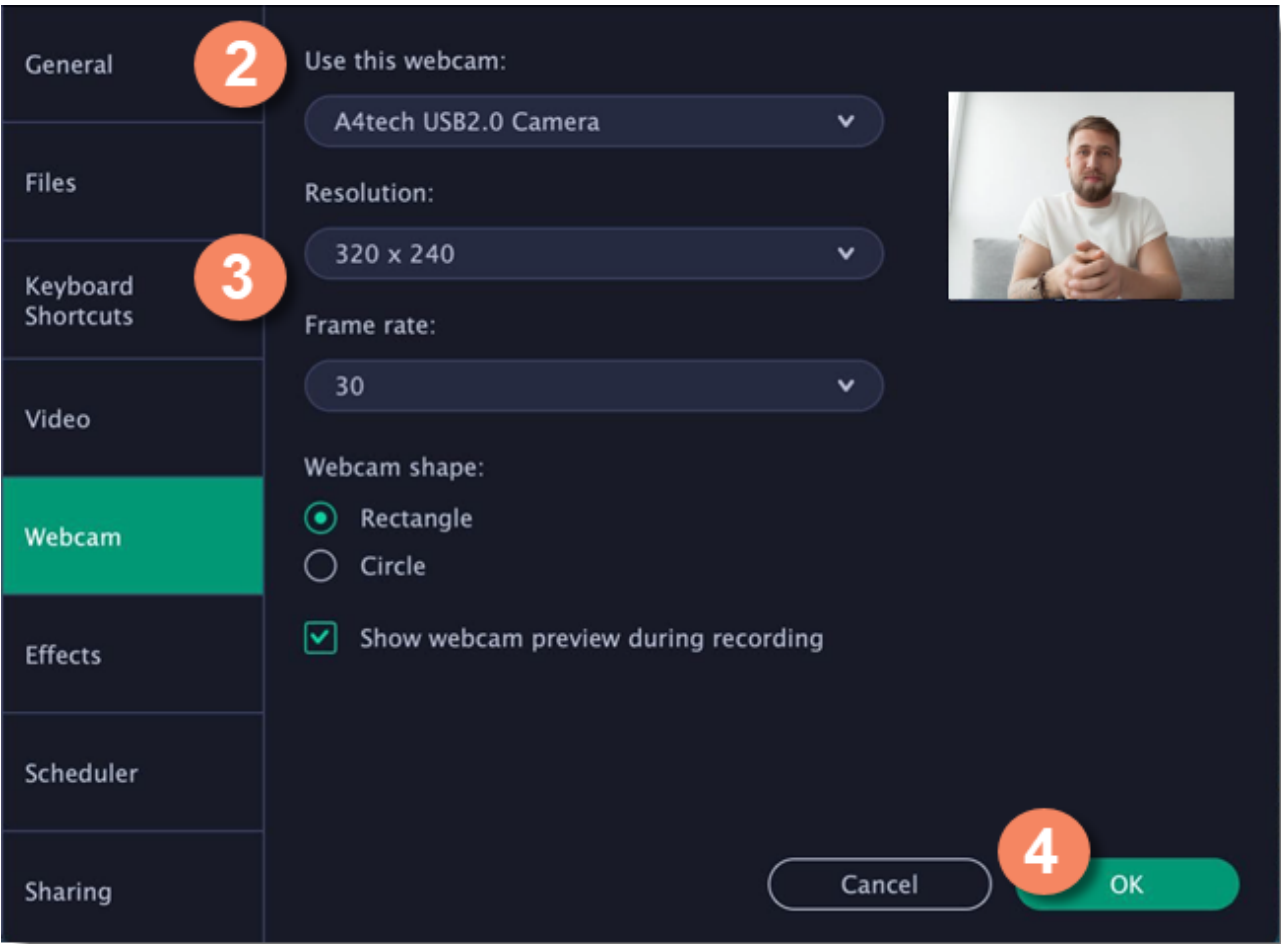 General
Files
Keyboard
Shortcuts
Video
Webcam
Effects
Scheduler
Sharing
2
Use this webcam:
A4tech USB2.0 Camera
Resolution:
3
320 x 240
Frame rate:
30
Webcam shape:
Rectangle
Circle
Show webcam preview during recording
Cancel
4
OK